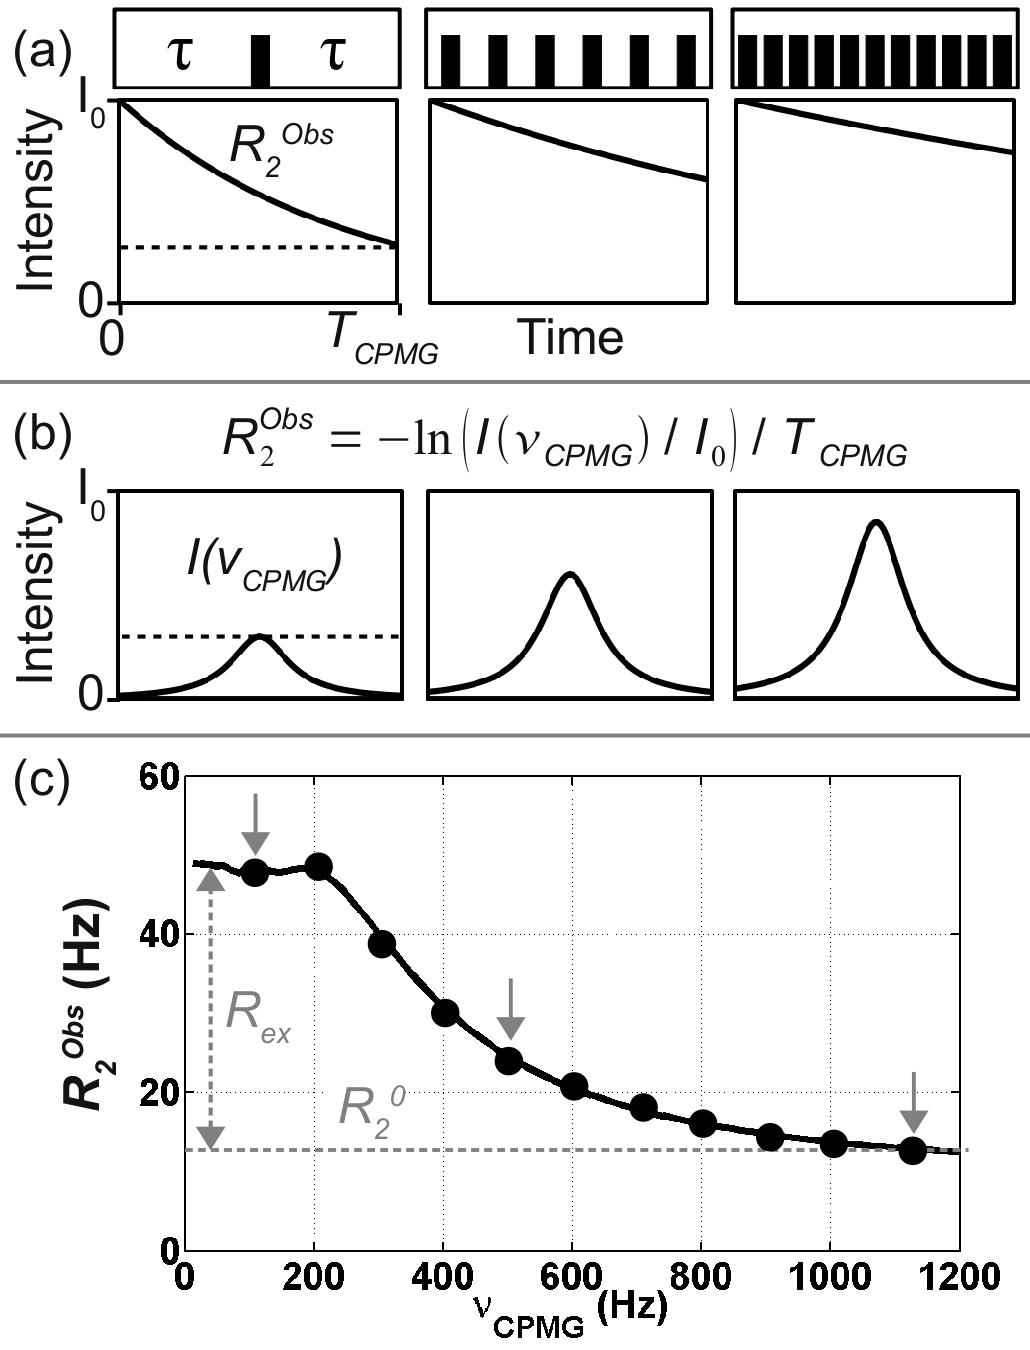 (a)
τ τ
Intensity
I0
R2Obs
0
0
TCPMG
Time
(b)
R2Obs = −ln(I(νCPMG) / I0) / TCPMG
Intensity
I0
I(νCPMG)
0
(c)
R2Obs (Hz)
60
40
20
0
Rex
R20
0 200 400 600 800 1000 1200
νCPMG (Hz)